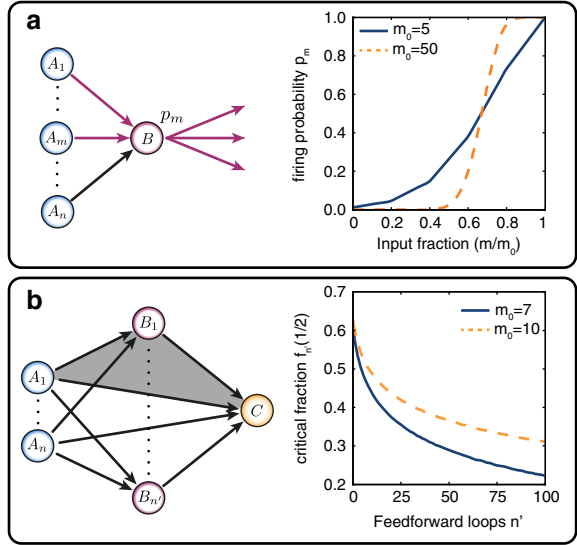 a
A₁
Aₘ
Aₙ
B
pₘ
firing probability pₘ
1.0
0.8
0.6
0.4
0.2
0.0
m₀=5
m₀=50
0
0.2
0.4
0.6
0.8
1
Input fraction (m/m₀)
b
A₁
Aₙ
B₁
Bₙ′
C
critical fraction fₙ′(1/2)
0.7
0.6
0.5
0.4
0.3
0.2
m₀=7
m₀=10
0
25
50
75
100
Feedforward loops n'